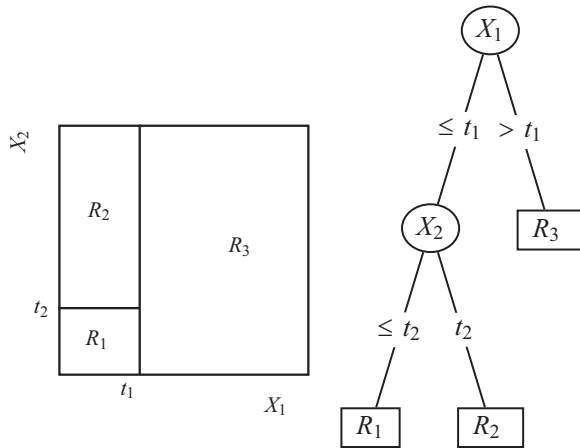 X₂
R₂
R₃
t₂
R₁
t₁
X₁
X₁
≤ t₁ > t₁
X₂
R₃
≤ t₂ t₂
R₁ R₂